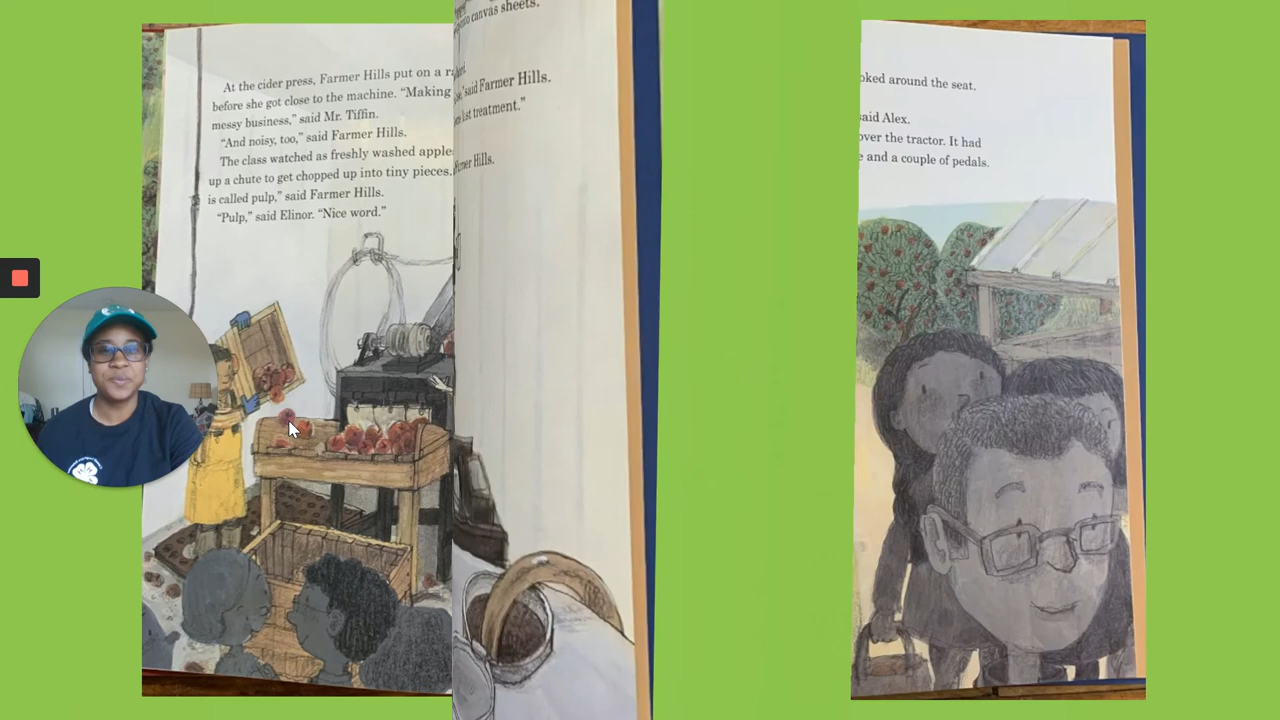 At the cider press, Farmer Hills put on a
before she got close to the machine. “Making
messy business,” said Mr. Tiffin.
“And noisy, too,” said Farmer Hills.
The class watched as freshly washed apple
up a chute to get chopped up into tiny pieces.
is called pulp,” said Farmer Hills.
“Pulp,” said Elinor. “Nice word.”
canvas sheets.
said Farmer Hills.
last treatment.”
Hills.
oked around the seat.
said Alex.
over the tractor. It had
e and a couple of pedals.